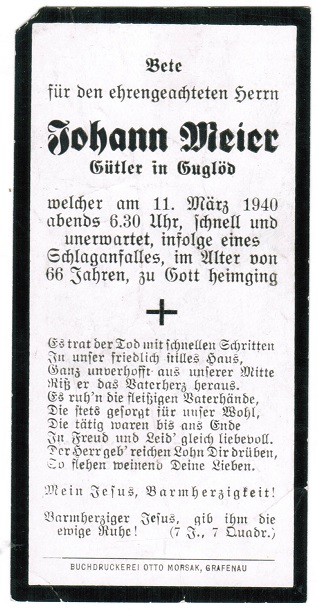 Bete
für den ehrengeachteten Herrn
Johann Meier
Gütler in Guglöd
welcher am 11. März 1940
abends 6.30 Uhr, schnell und
unerwartet, infolge eines
Schlaganfalles, im Alter von
66 Jahren, zu Gott heimging
Es trat der Tod mit schnellen Schritten
In unser friedlich stilles Haus,
Ganz unverhofft aus unserer Mitte
Riß er das Vaterherz heraus.
Es ruh'n die fleißigen Vaterhände,
Die stets gesorgt für unser Wohl,
Die tätig waren bis ans Ende
In Freud und Leid' gleich liebevoll.
Der Herr geb' reichen Lohn Dir drüben,
So flehen weinend Deine Lieben.
Mein Jesus, Barmherzigkeit!
Barmherziger Jesus, gib ihm die
ewige Ruhe! (7 J., 7 Quadr.)
BUCHDRUCKEREI OTTO MORSAK, GRAFENAU